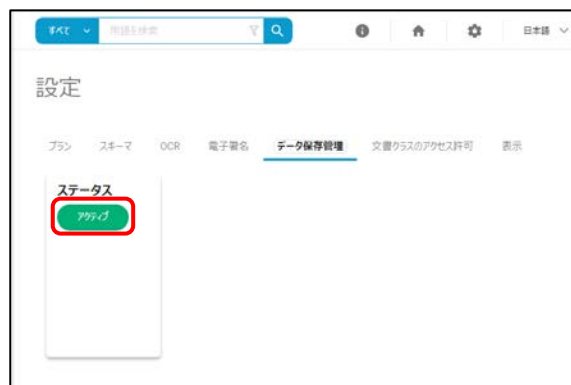 すべて 用語を検索 日本語
設定
プラン スキーマ OCR 電子署名 データ保存管理 文書クラスのアクセス許可 表示
ステータス
アクティブ